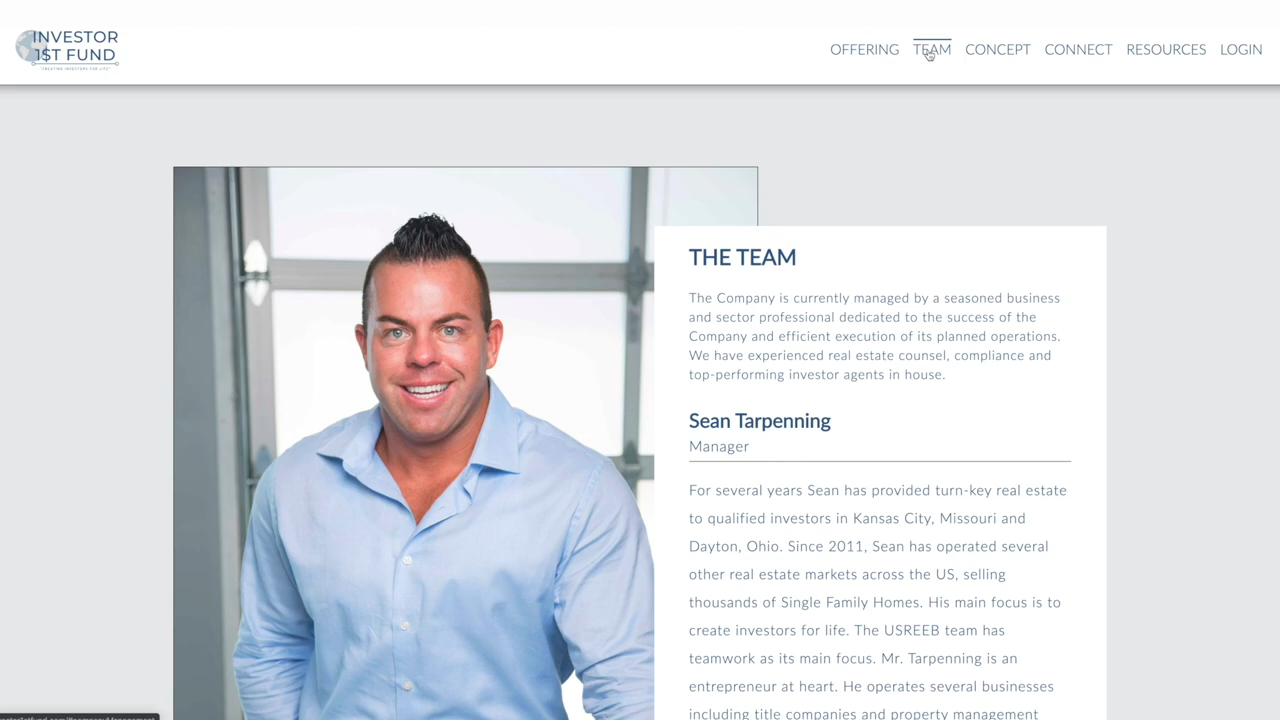 INVESTOR
1$T FUND
"CREATING INVESTORS FOR LIFE"
OFFERING TEAM CONCEPT CONNECT RESOURCES LOGIN
THE TEAM
The Company is currently managed by a seasoned business
and sector professional dedicated to the success of the
Company and efficient execution of its planned operations.
We have experienced real estate counsel, compliance and
top-performing investor agents in house.
Sean Tarpenning
Manager
For several years Sean has provided turn-key real estate
to qualified investors in Kansas City, Missouri and
Dayton, Ohio. Since 2011, Sean has operated several
other real estate markets across the US, selling
thousands of Single Family Homes. His main focus is to
create investors for life. The USREEB team has
teamwork as its main focus. Mr. Tarpenning is an
entrepreneur at heart. He operates several businesses
including title companies and property management